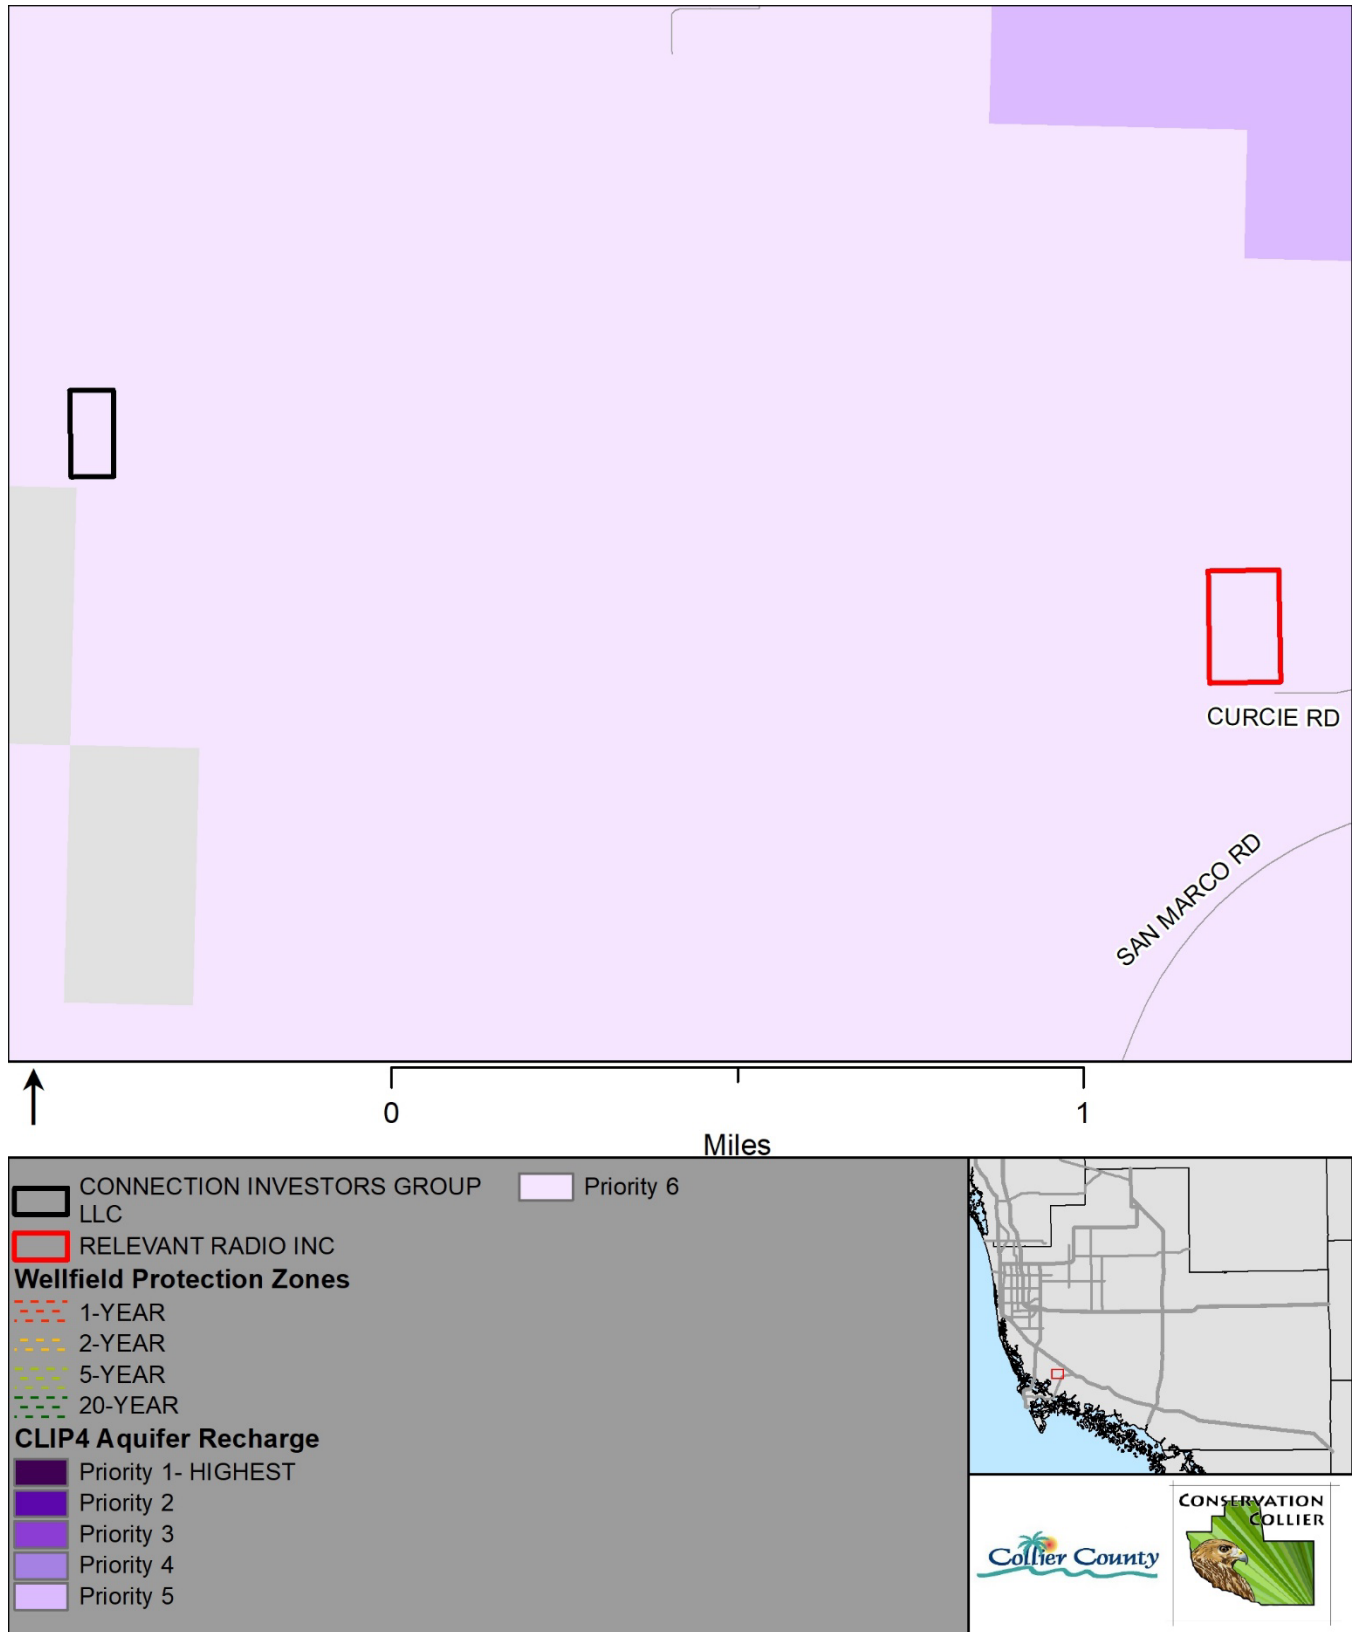 CURCIE RD
SAN MARCO RD
0
1
Miles
CONNECTION INVESTORS GROUP
LLC
RELEVANT RADIO INC
Wellfield Protection Zones
1-YEAR
2-YEAR
5-YEAR
20-YEAR
CLIP4 Aquifer Recharge
Priority 1- HIGHEST
Priority 2
Priority 3
Priority 4
Priority 5
Priority 6
Collier County
CONSERVATION
COLLIER